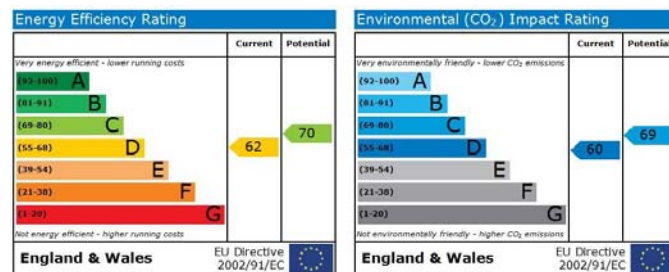 Energy Efficiency Rating
Current Potential
Very energy efficient - lower running costs
(92-100) A
(81-91) B
(69-80) C
(55-68) D
(39-54) E
(21-38) F
(1-20) G
62
70
Not energy efficient - higher running costs
England & Wales
EU Directive
2002/91/EC
Environmental (CO₂) Impact Rating
Current Potential
Very environmentally friendly - lower CO₂ emissions
(92-100) A
(81-91) B
(69-80) C
(55-68) D
(39-54) E
(21-38) F
(1-20) G
60
69
Not environmentally friendly - higher CO₂ emissions
England & Wales
EU Directive
2002/91/EC